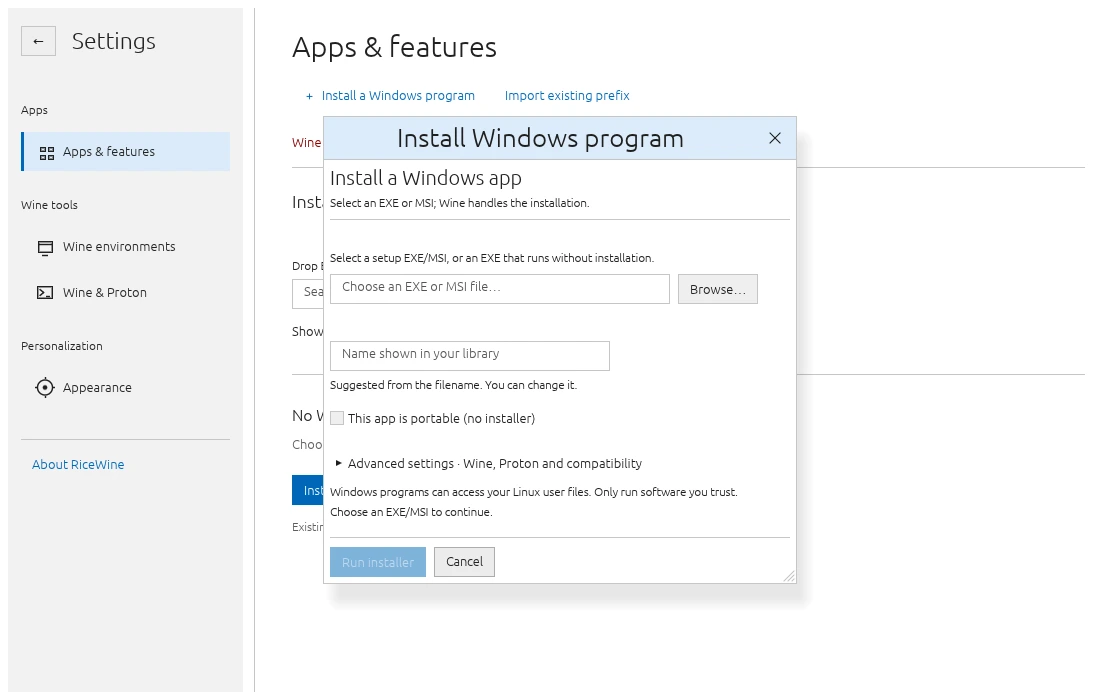 ← Settings
Apps
Apps & features
Wine tools
Wine environments
Wine & Proton
Personalization
Appearance
About RiceWine
Apps & features
+ Install a Windows program Import existing prefix
Wine
Drop
Show
No
Install Windows program
Install a Windows app
Select an EXE or MSI; Wine handles the installation.
Select a setup EXE/MSI, or an EXE that runs without installation.
Choose an EXE or MSI file… Browse…
Name shown in your library
Suggested from the filename. You can change it.
This app is portable (no installer)
Advanced settings · Wine, Proton and compatibility
Windows programs can access your Linux user files. Only run software you trust.
Choose an EXE/MSI to continue.
Run installer Cancel